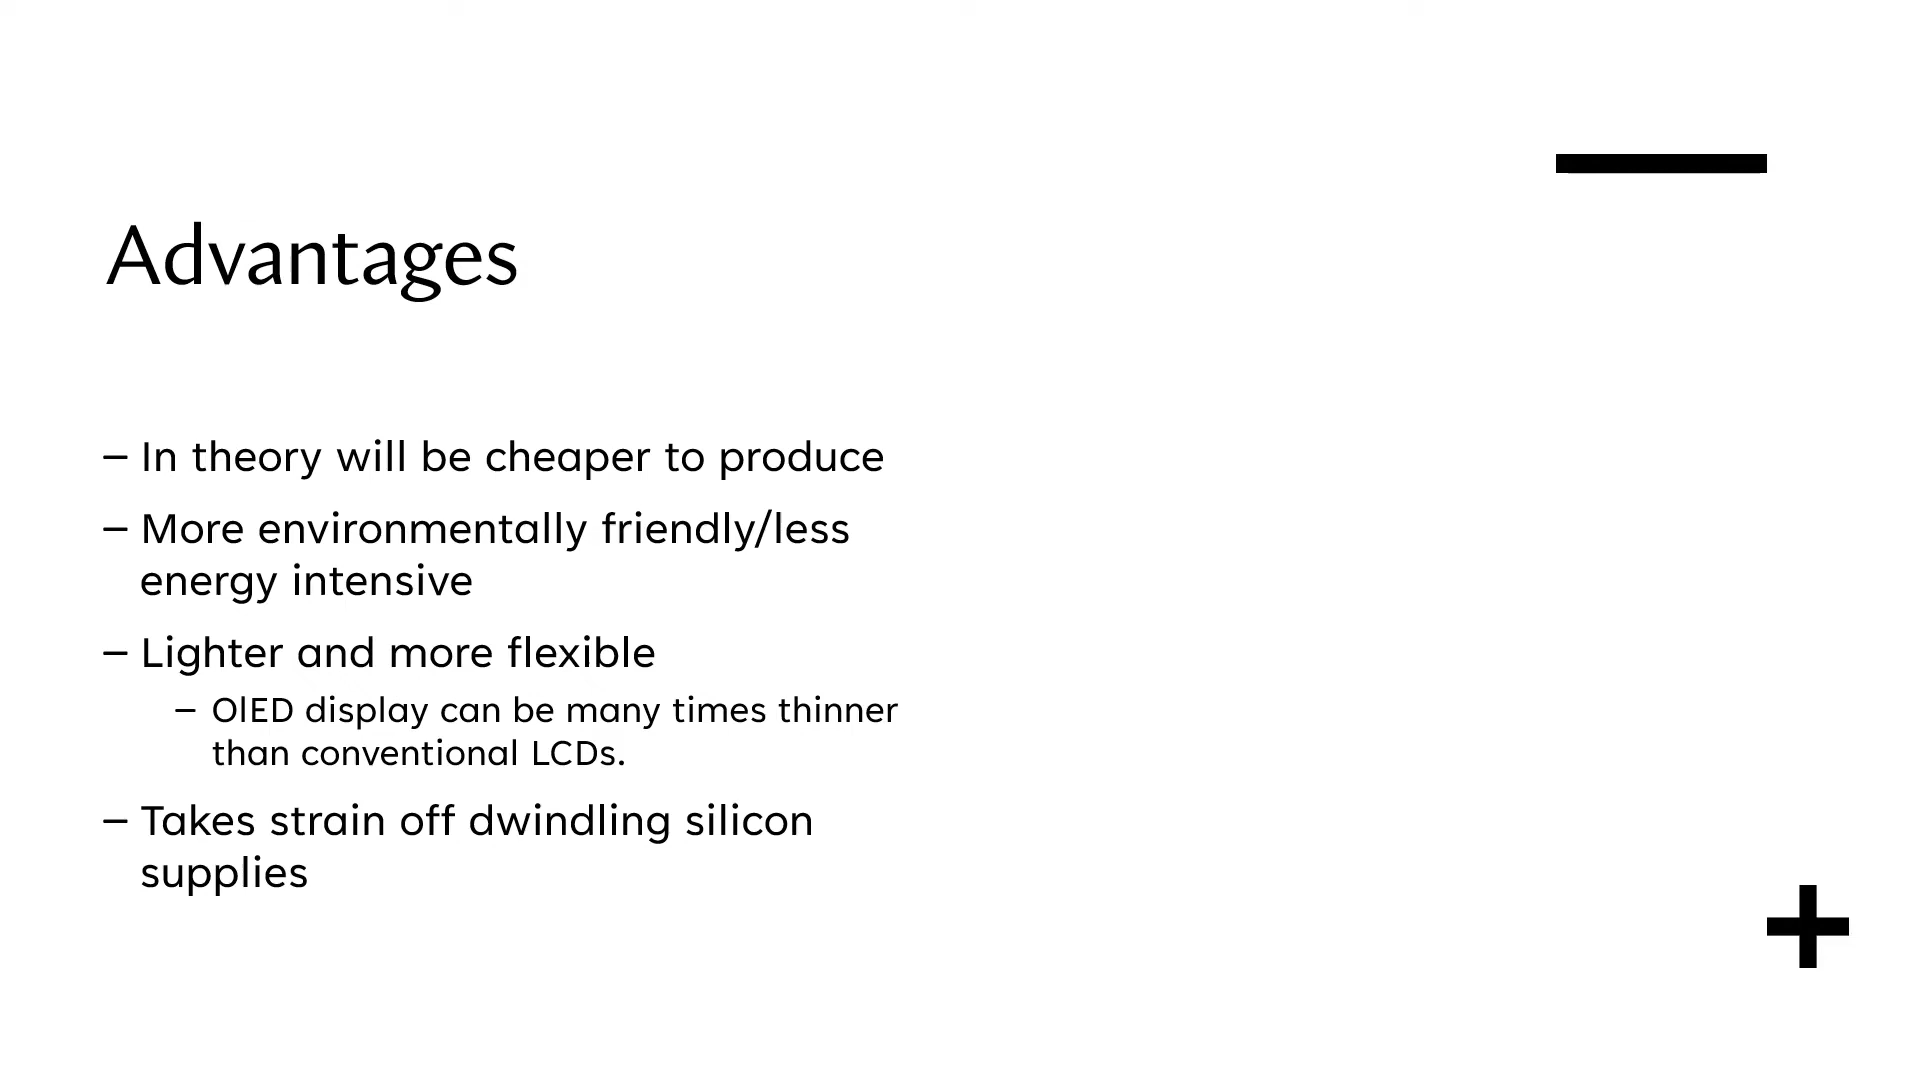 Advantages
– In theory will be cheaper to produce
– More environmentally friendly/less
energy intensive
– Lighter and more flexible
– OlED display can be many times thinner
than conventional LCDs.
– Takes strain off dwindling silicon
supplies